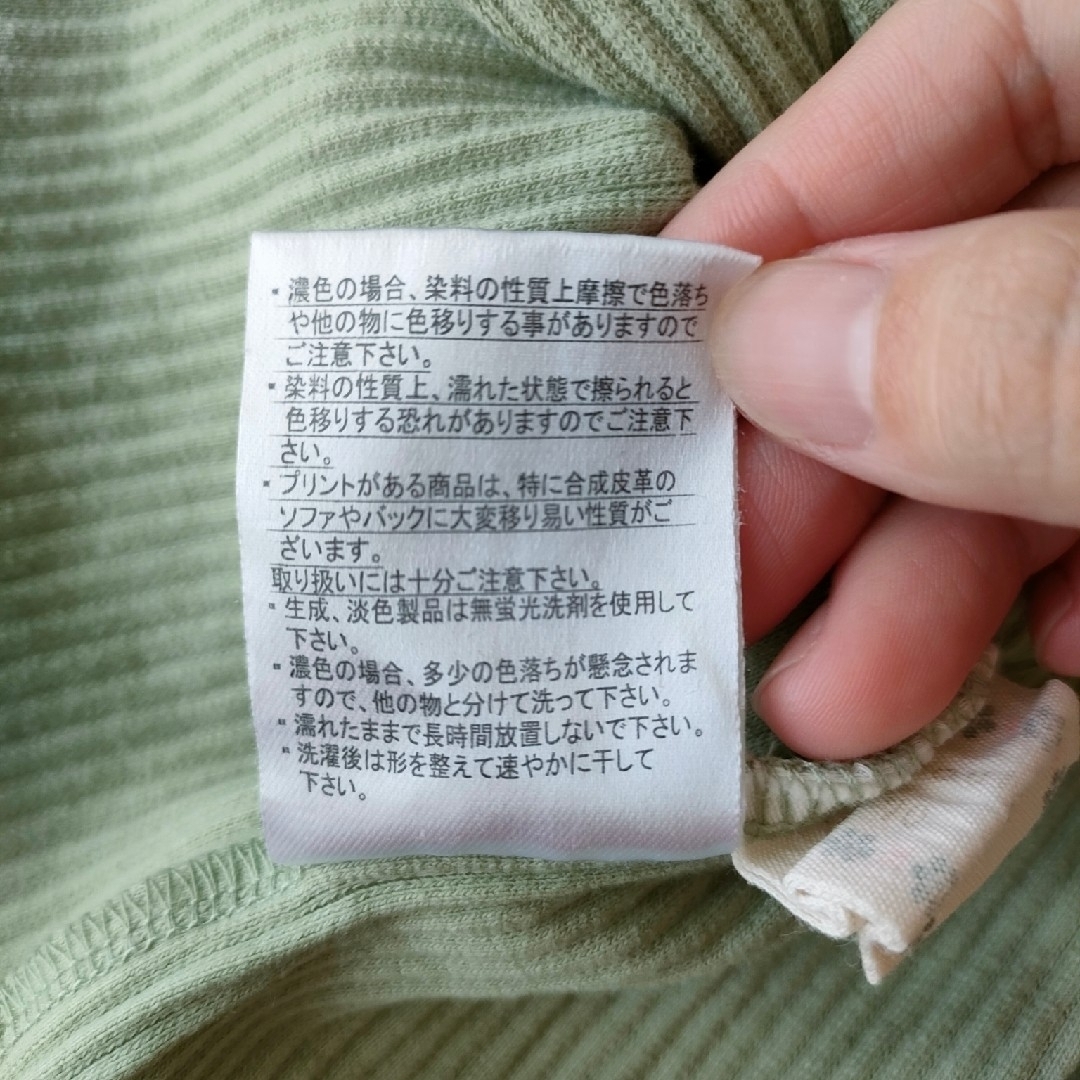 ・濃色の場合、染料の性質上摩擦で色落ち
や他の物に色移りする事がありますので
ご注意下さい。
・染料の性質上、濡れた状態で擦られると
色移りする恐れがありますのでご注意下
さい。
・プリントがある商品は、特に合成皮革の
ソファやバックに大変移り易い性質がご
ざいます。
取り扱いには十分ご注意下さい。
・生成、淡色製品は無蛍光洗剤を使用して
下さい。
・濃色の場合、多少の色落ちが懸念されま
すので、他の物と分けて洗って下さい。
・濡れたままで長時間放置しないで下さい。
・洗濯後は形を整えて速やかに干して
下さい。